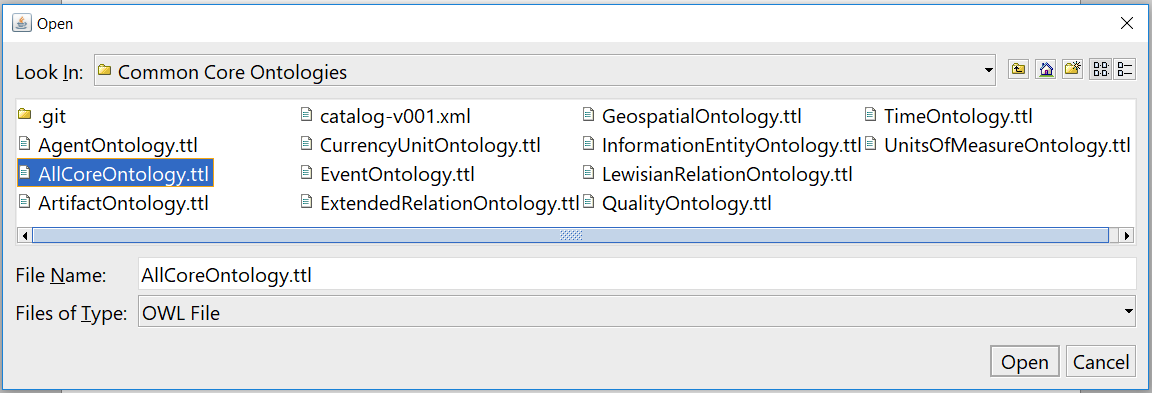 Open
Look In: Common Core Ontologies
.git catalog-v001.xml GeospatialOntology.ttl TimeOntology.ttl
AgentOntology.ttl CurrencyUnitOntology.ttl InformationEntityOntology.ttl UnitsOfMeasureOntology.ttl
AllCoreOntology.ttl EventOntology.ttl LewisianRelationOntology.ttl
ArtifactOntology.ttl ExtendedRelationOntology.ttl QualityOntology.ttl
File Name: AllCoreOntology.ttl
Files of Type: OWL File
Open Cancel